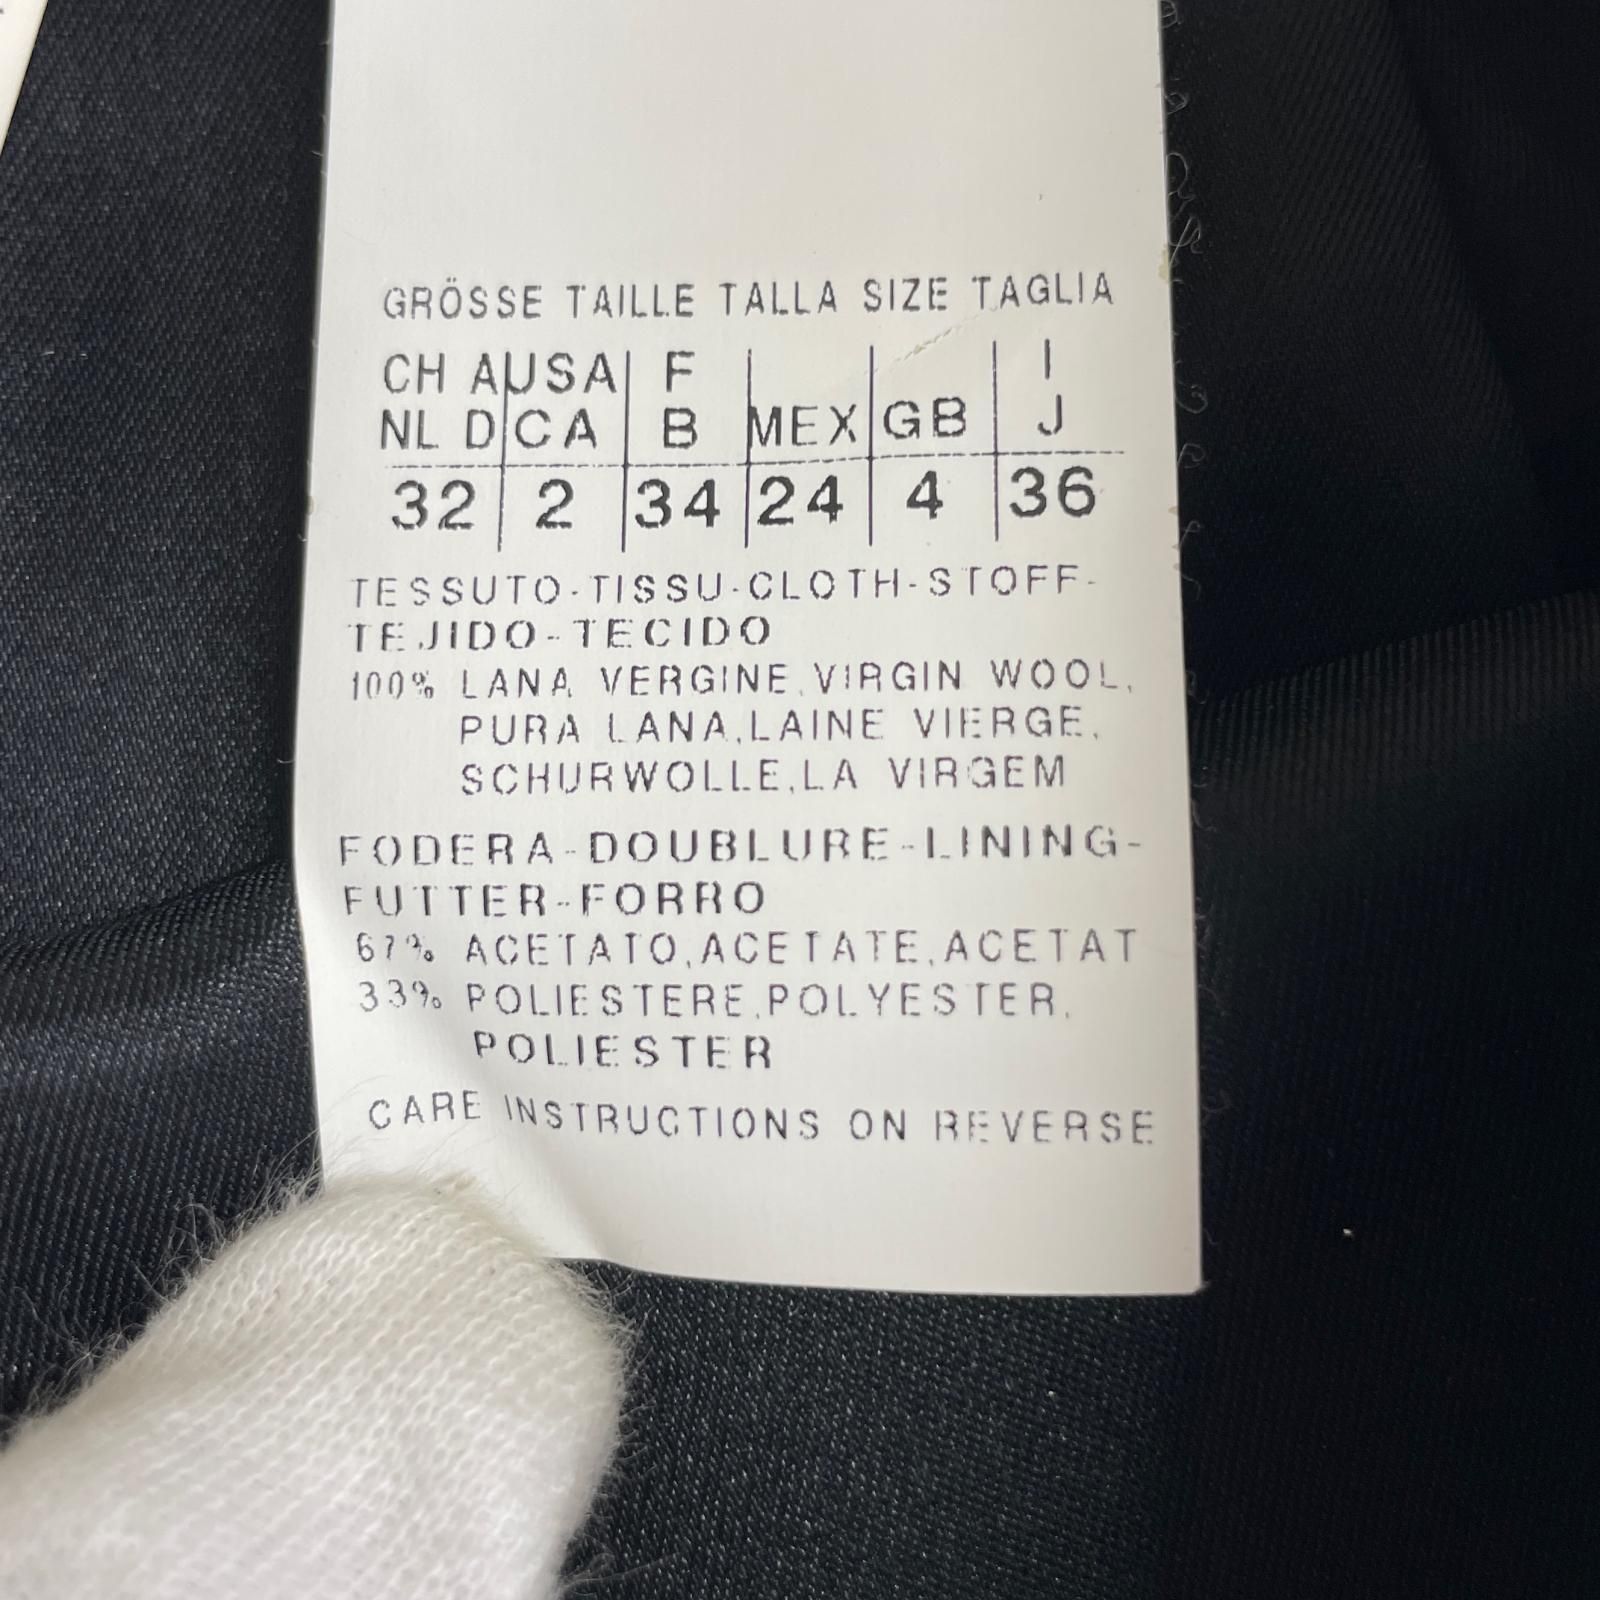 GRÖSSE TAILLE TALLA SIZE TAGLIA
CH A USA F I
NL D CA B MEX GB J
32 2 34 24 4 36
TESSUTO-TISSU-CLOTH-STOFF-
TEJIDO-TECIDO
100% LANA VERGINE,VIRGIN WOOL,
PURA LANA,LAINE VIERGE,
SCHURWOLLE,LA VIRGEM
FODERA-DOUBLURE-LINING-
FUTTER-FORRO
67% ACETATO,ACETATE,ACETAT
33% POLIESTERE,POLYESTER,
POLIESTER
CARE INSTRUCTIONS ON REVERSE